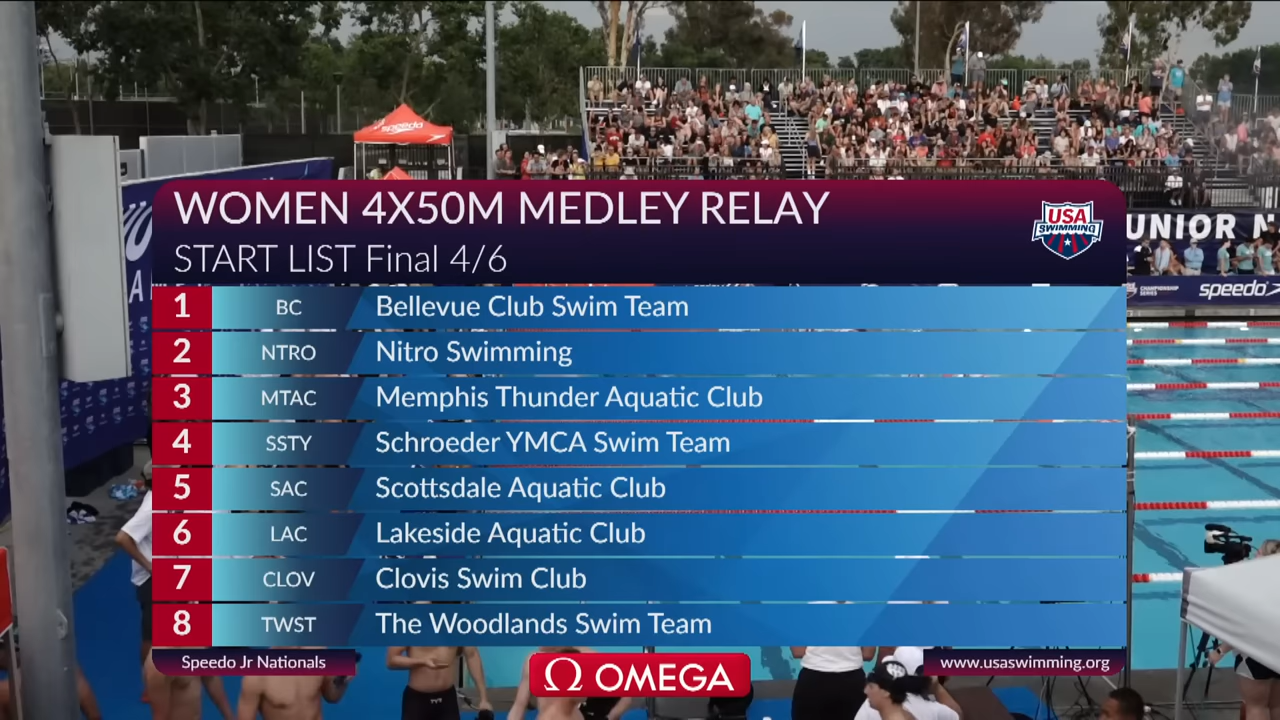 speedo
WOMEN 4X50M MEDLEY RELAY
START LIST Final 4/6
USA
SWIMMING
UNIOR N
speedo
1 BC Bellevue Club Swim Team
2 NTRO Nitro Swimming
3 MTAC Memphis Thunder Aquatic Club
4 SSTY Schroeder YMCA Swim Team
5 SAC Scottsdale Aquatic Club
6 LAC Lakeside Aquatic Club
7 CLOV Clovis Swim Club
8 TWST The Woodlands Swim Team
Speedo Jr Nationals
Ω OMEGA
www.usaswimming.org